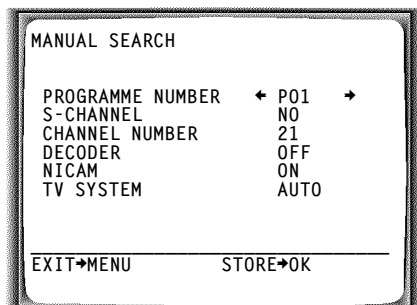 MANUAL SEARCH
PROGRAMME NUMBER ← P01 →
S-CHANNEL NO
CHANNEL NUMBER 21
DECODER OFF
NICAM ON
TV SYSTEM AUTO
EXIT→MENU STORE→OK